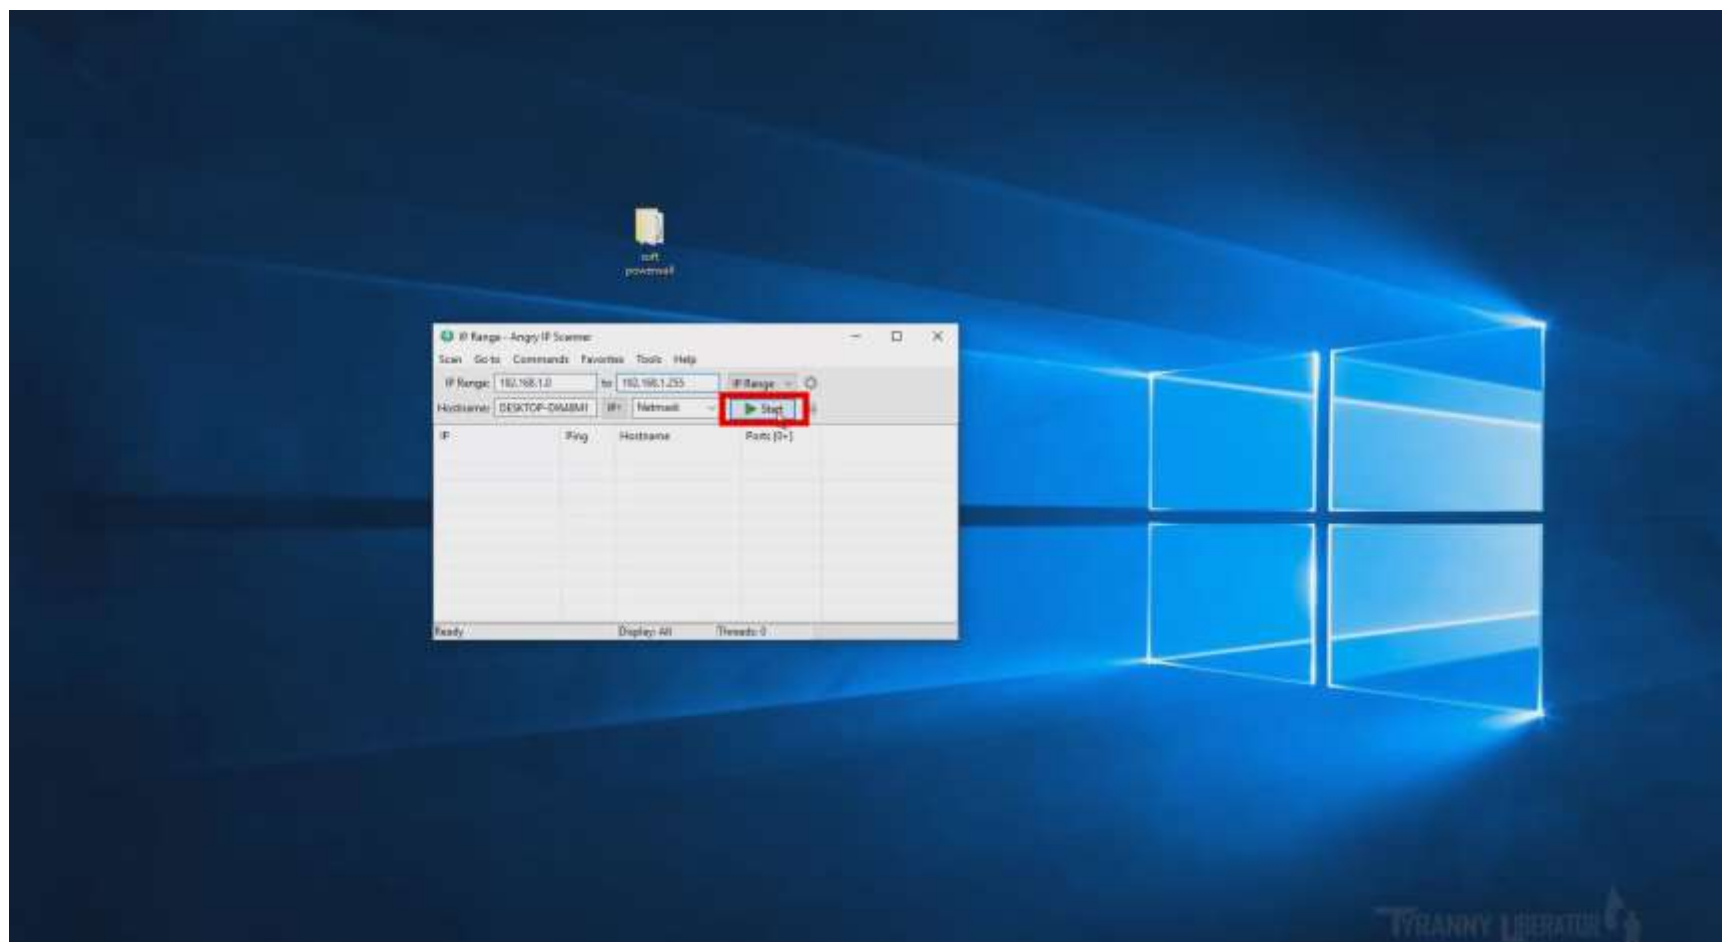 soft
powerwall
IP Range - Angry IP Scanner
Scan Go to Commands Favorites Tools Help
IP Range: 192.168.1.0 to 192.168.1.255 IP Range
Hostname: IP↑ Netmask Start
IP Ping Hostname Ports [0+]
Ready Display: All Threads: 0
TYRANNY LIBERATOR